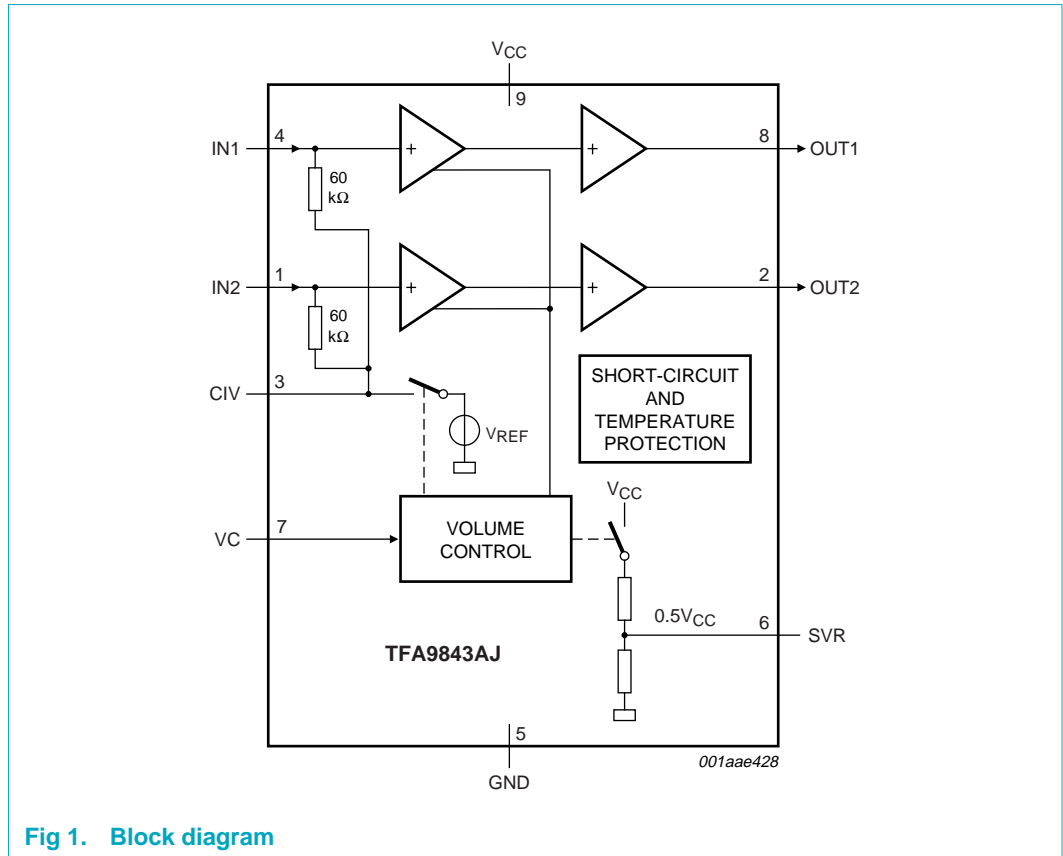 VCC
9
IN1
4
8
OUT1
+
+
60
kΩ
IN2
1
2
OUT2
+
+
60
kΩ
CIV
3
VREF
SHORT-CIRCUIT
AND
TEMPERATURE
PROTECTION
VCC
VC
7
VOLUME
CONTROL
0.5VCC
6
SVR
TFA9843AJ
5
GND
001aae428
Fig 1. Block diagram